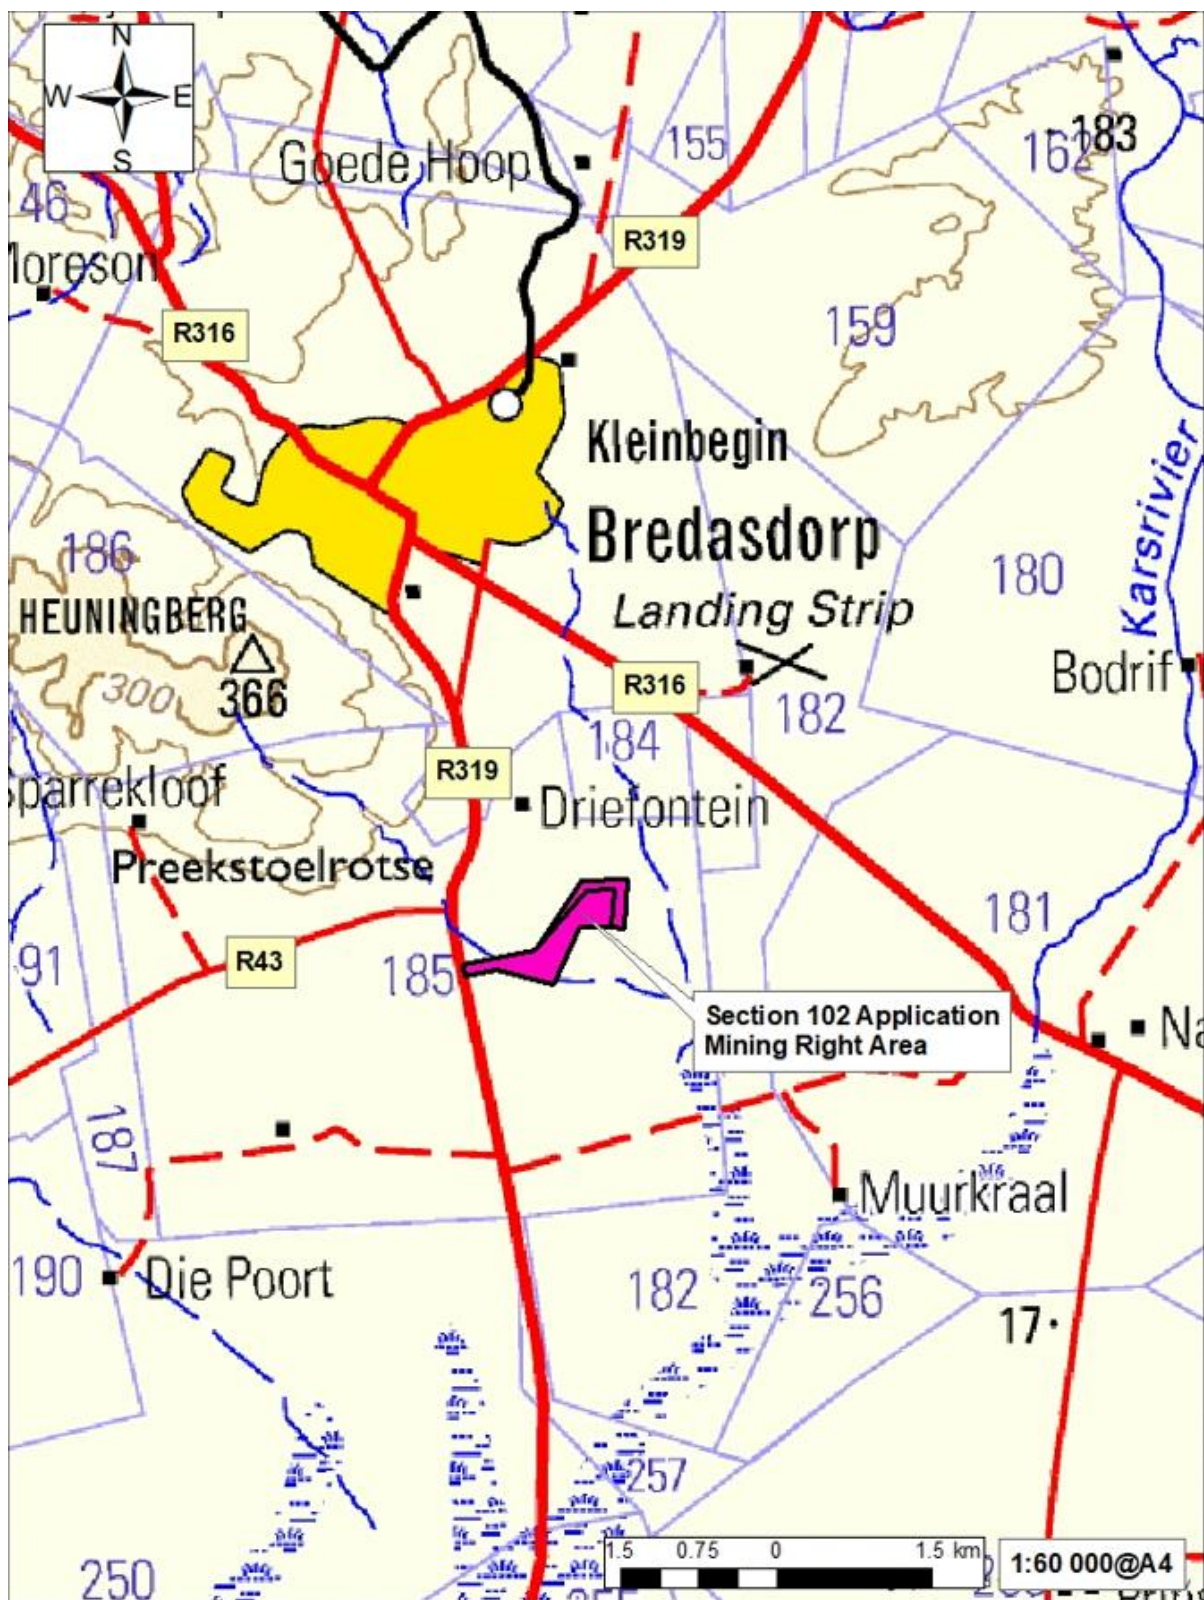 N
W E
S
Goede Hoop
155
162
183
46
R319
Moreson
R316
159
Kleinbegin
Karsrivier
Bredasdorp
186
180
HEUNINGBERG
Landing Strip
Bodrif
300
366
R316
182
184
R319
Sparrekloof
Driefontein
Preekstoelrotse
181
91
R43
185
Section 102 Application
Mining Right Area
Na
187
Muurkraal
190
Die Poort
182
256
17
257
1.5 0.75 0 1.5 km
1:60 000@A4
250